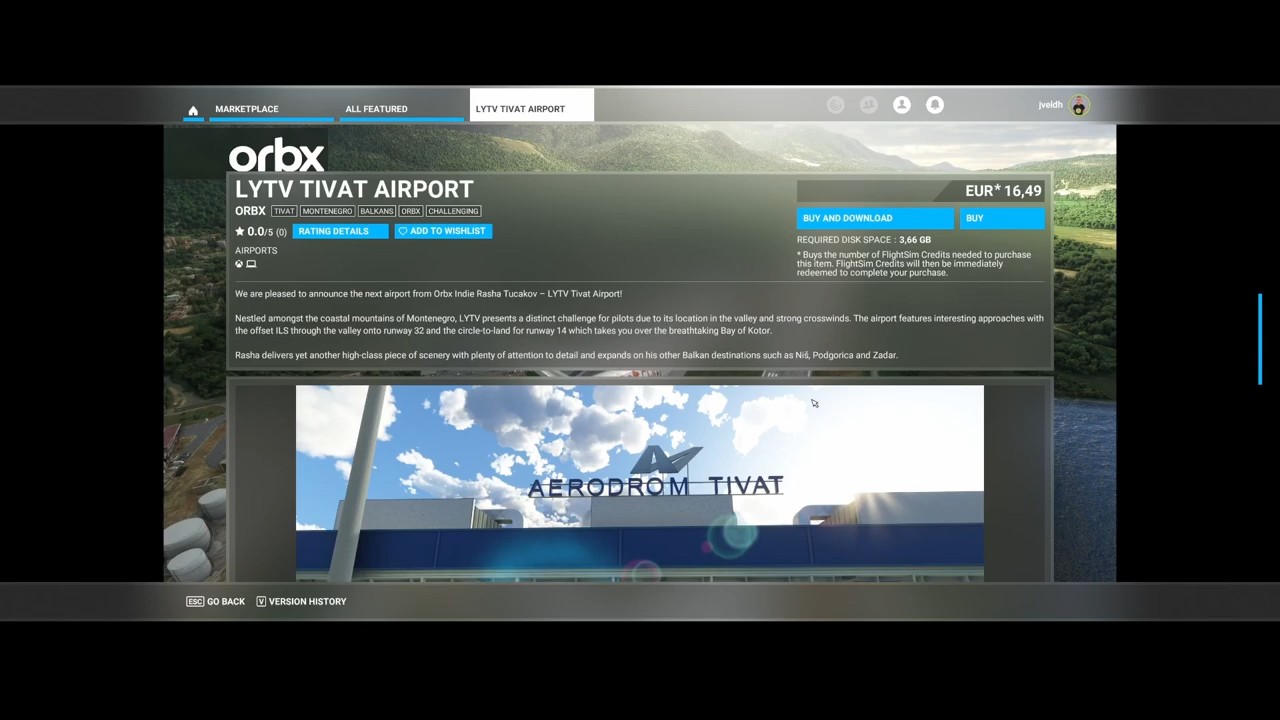 MARKETPLACE
ALL FEATURED
LYTV TIVAT AIRPORT
jveldh
orbx
LYTV TIVAT AIRPORT
EUR* 16,49
ORBX TIVAT MONTENEGRO BALKANS ORBX CHALLENGING
BUY AND DOWNLOAD
BUY
0.0/5 (0) RATING DETAILS ADD TO WISHLIST
REQUIRED DISK SPACE : 3,66 GB
AIRPORTS
* Buys the number of FlightSim Credits needed to purchase
this item. FlightSim Credits will then be immediately
redeemed to complete your purchase.
We are pleased to announce the next airport from Orbx Indie Rasha Tucakov – LYTV Tivat Airport!
Nestled amongst the coastal mountains of Montenegro, LYTV presents a distinct challenge for pilots due to its location in the valley and strong crosswinds. The airport features interesting approaches with
the offset ILS through the valley onto runway 32 and the circle-to-land for runway 14 which takes you over the breathtaking Bay of Kotor.
Rasha delivers yet another high-class piece of scenery with plenty of attention to detail and expands on his other Balkan destinations such as Niš, Podgorica and Zadar.
AERODROM TIVAT
ESC GO BACK V VERSION HISTORY